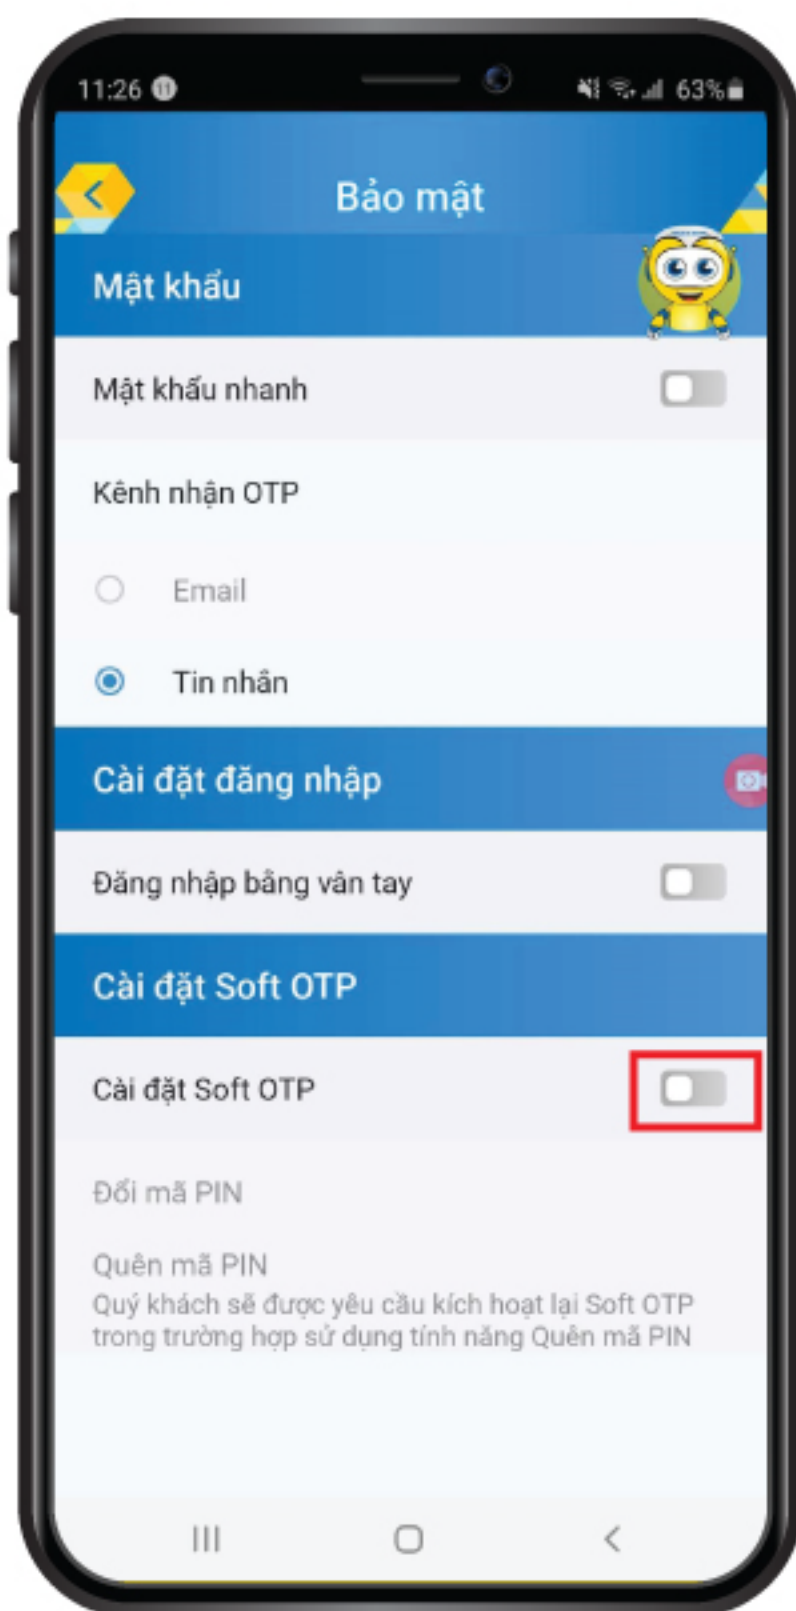 11:26 11 63%
Bảo mật
Mật khẩu
Mật khẩu nhanh
Kênh nhận OTP
Email
Tin nhắn
Cài đặt đăng nhập
Đăng nhập bằng vân tay
Cài đặt Soft OTP
Cài đặt Soft OTP
Đổi mã PIN
Quên mã PIN
Quý khách sẽ được yêu cầu kích hoạt lại Soft OTP
trong trường hợp sử dụng tính năng Quên mã PIN